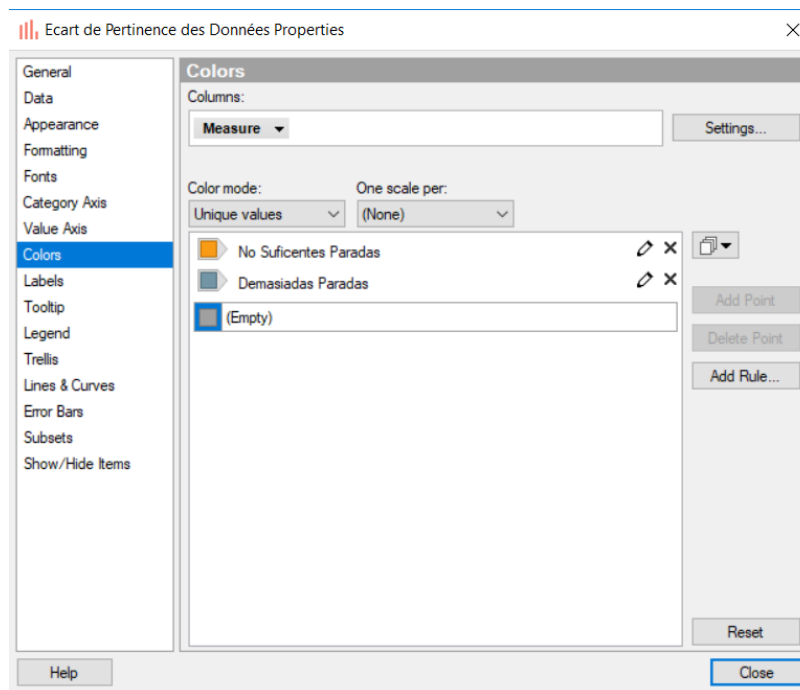 Ecart de Pertinence des Données Properties
General
Data
Appearance
Formatting
Fonts
Category Axis
Value Axis
Colors
Labels
Tooltip
Legend
Trellis
Lines & Curves
Error Bars
Subsets
Show/Hide Items
Colors
Columns:
Measure
Settings...
Color mode:
One scale per:
Unique values
(None)
No Suficentes Paradas
Demasiadas Paradas
(Empty)
Add Point
Delete Point
Add Rule...
Reset
Help
Close